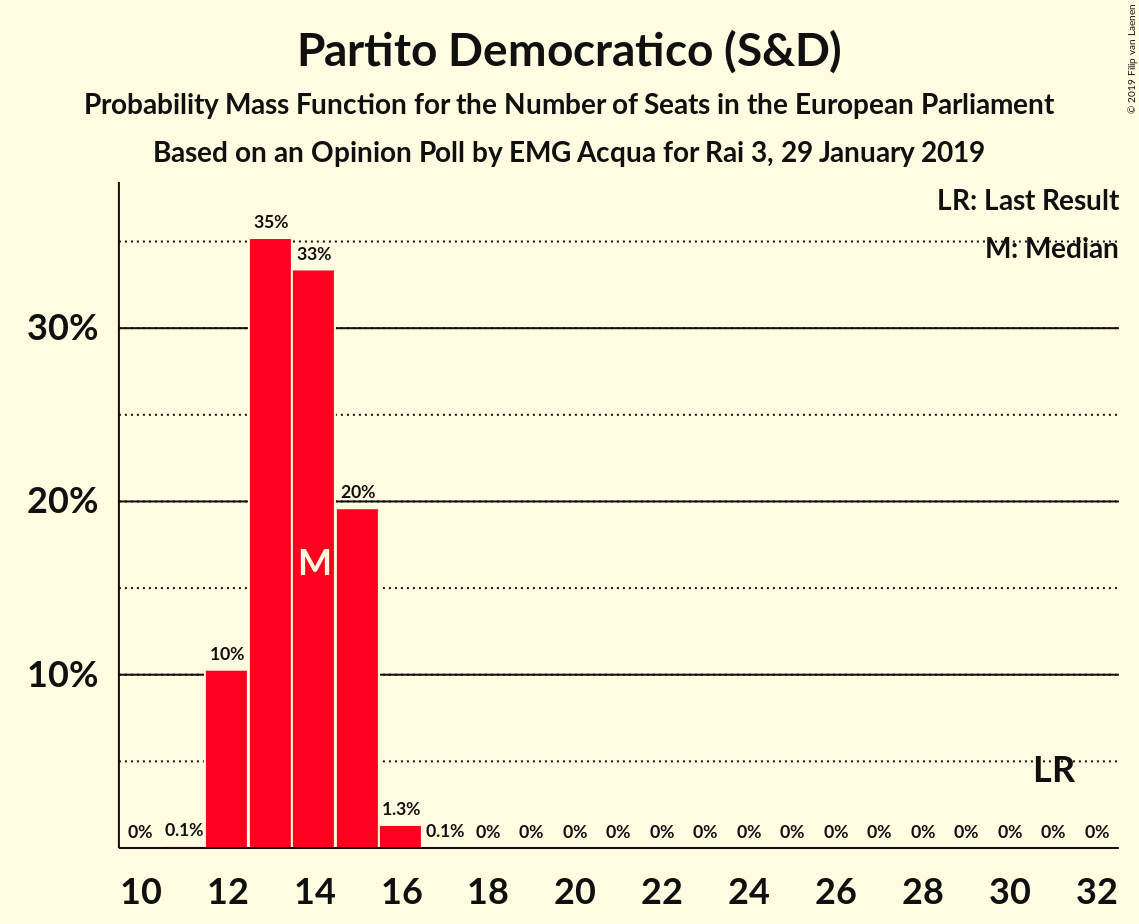 Partito Democratico (S&D)
Probability Mass Function for the Number of Seats in the European Parliament
Based on an Opinion Poll by EMG Acqua for Rai 3, 29 January 2019
© 2019 Filip van Laenen
LR: Last Result
M: Median
35%
33%
30%
20%
20%
M
10%
10%
LR
0% 0.1% 1.3% 0.1% 0% 0% 0% 0% 0% 0% 0% 0% 0% 0% 0% 0% 0% 0% 0%
10 12 14 16 18 20 22 24 26 28 30 32